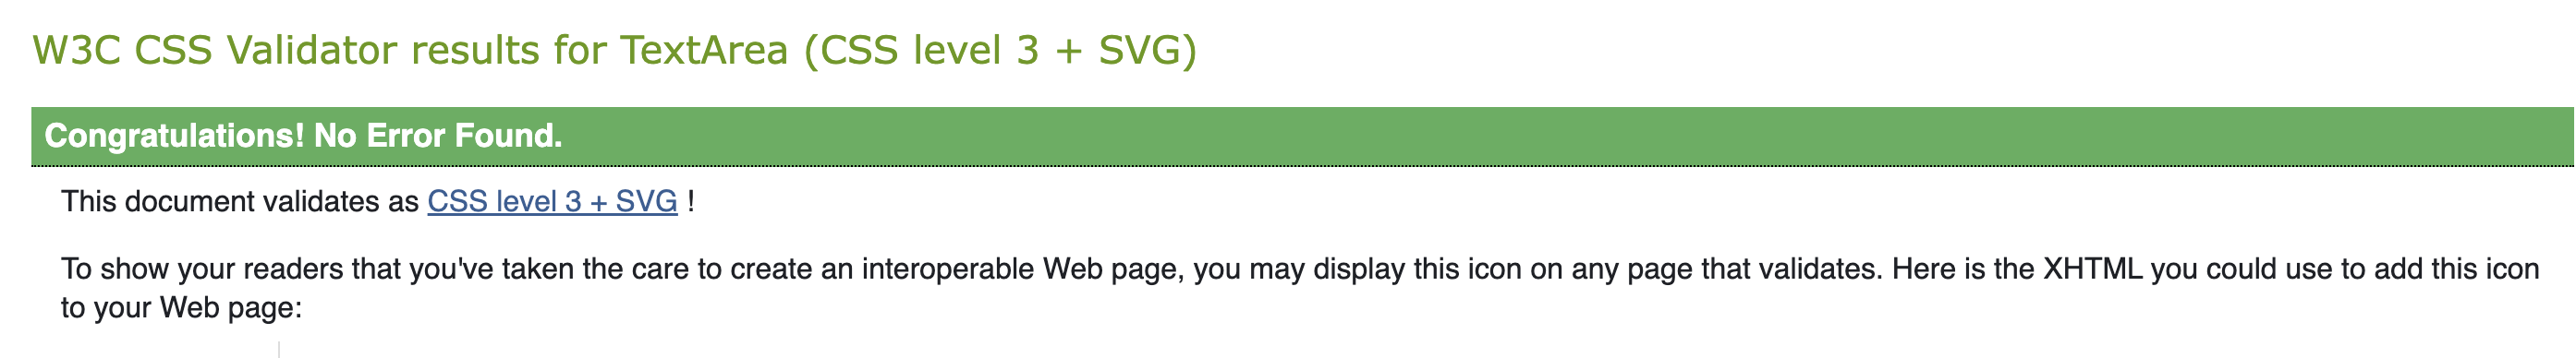 W3C CSS Validator results for TextArea (CSS level 3 + SVG)
Congratulations! No Error Found.
This document validates as CSS level 3 + SVG !
To show your readers that you've taken the care to create an interoperable Web page, you may display this icon on any page that validates. Here is the XHTML you could use to add this icon
to your Web page: